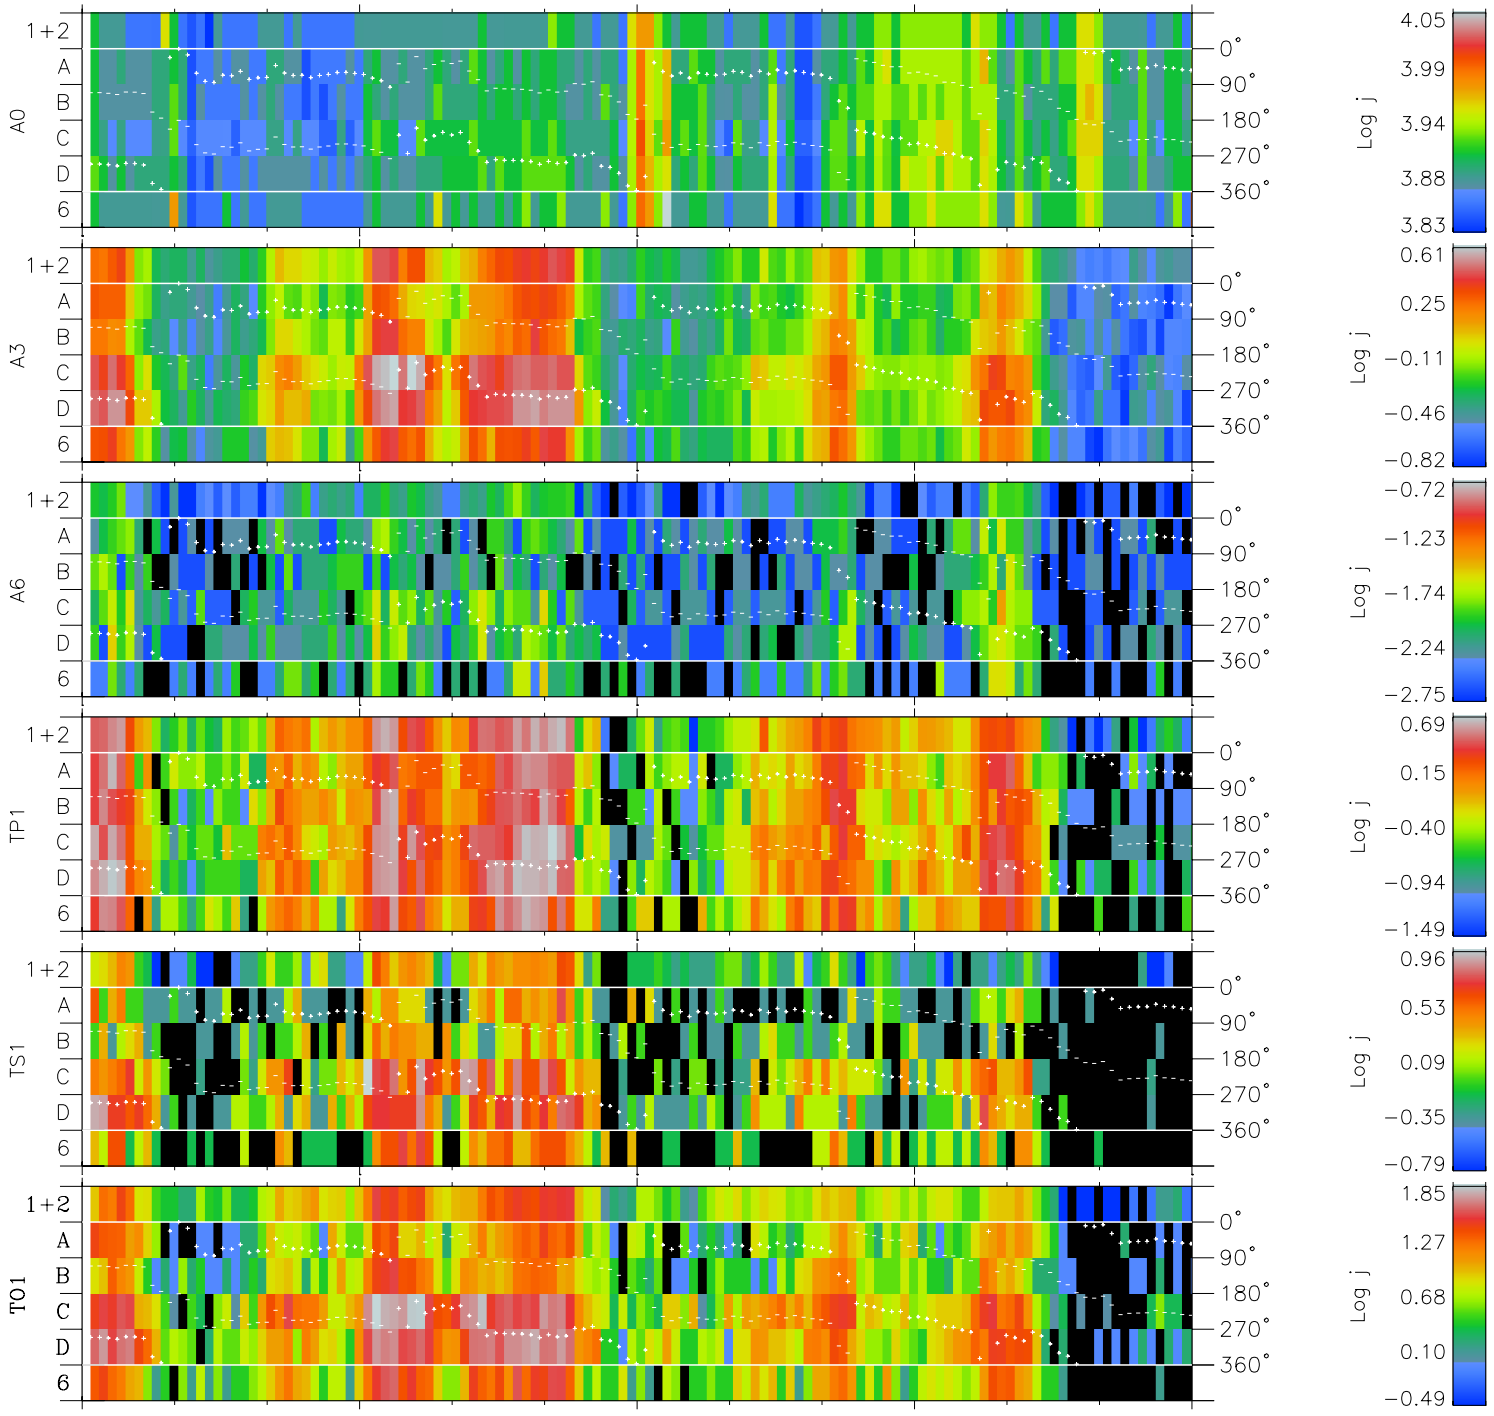 A0
1+2
A
B
C
D
6
0°
90°
180°
270°
360°
Log j
4.05
3.99
3.94
3.88
3.83
A3
1+2
A
B
C
D
6
0°
90°
180°
270°
360°
Log j
0.61
0.25
−0.11
−0.46
−0.82
A6
1+2
A
B
C
D
6
0°
90°
180°
270°
360°
Log j
−0.72
−1.23
−1.74
−2.24
−2.75
TP1
1+2
A
B
C
D
6
0°
90°
180°
270°
360°
Log j
0.69
0.15
−0.40
−0.94
−1.49
TS1
1+2
A
B
C
D
6
0°
90°
180°
270°
360°
Log j
0.96
0.53
0.09
−0.35
−0.79
TO1
1+2
A
B
C
D
6
0°
90°
180°
270°
360°
Log j
1.85
1.27
0.68
0.10
−0.49